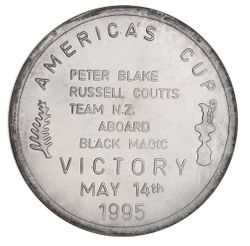 AMERICA'S CUP
PETER BLAKE
RUSSELL COUTTS
TEAM N.Z.
ABOARD
BLACK MAGIC
VICTORY
MAY 14th
1995